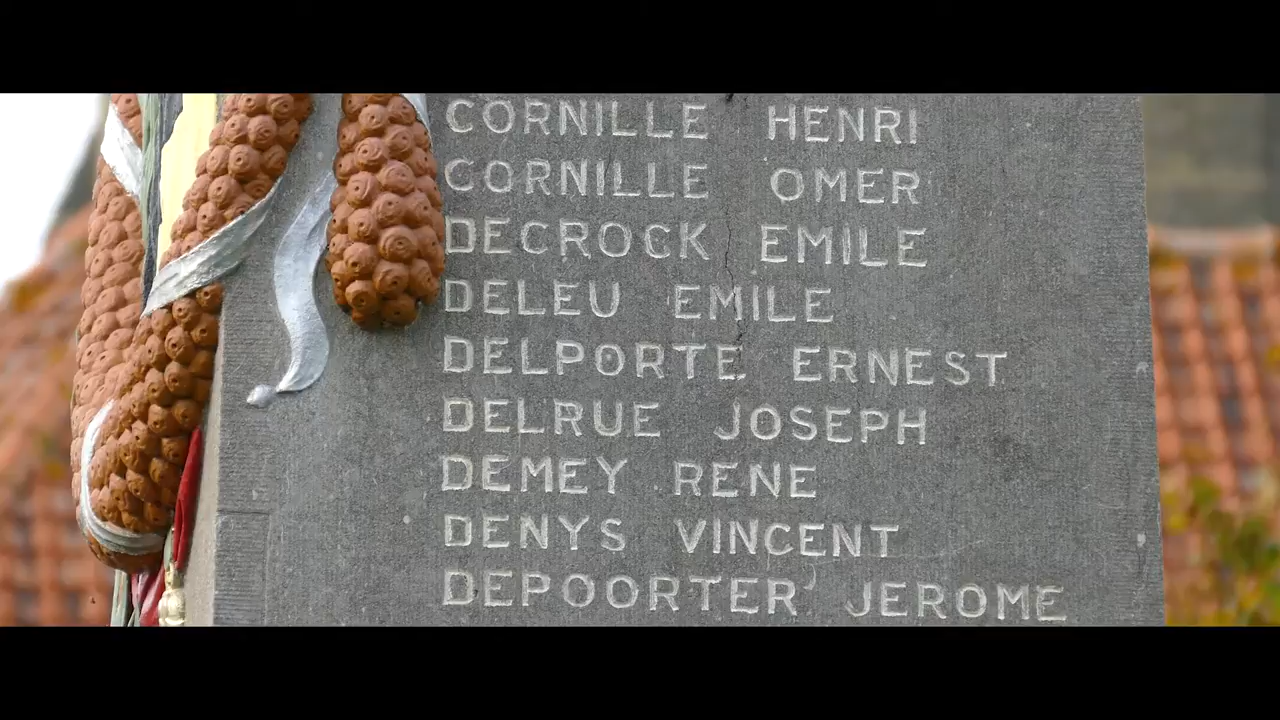 CORNILLE HENRI
CORNILLE OMER
DECROCK EMILE
DELEU EMILE
DELPORTE ERNEST
DELRUE JOSEPH
DEMEY RENE
DENYS VINCENT
DEPOORTER JEROME